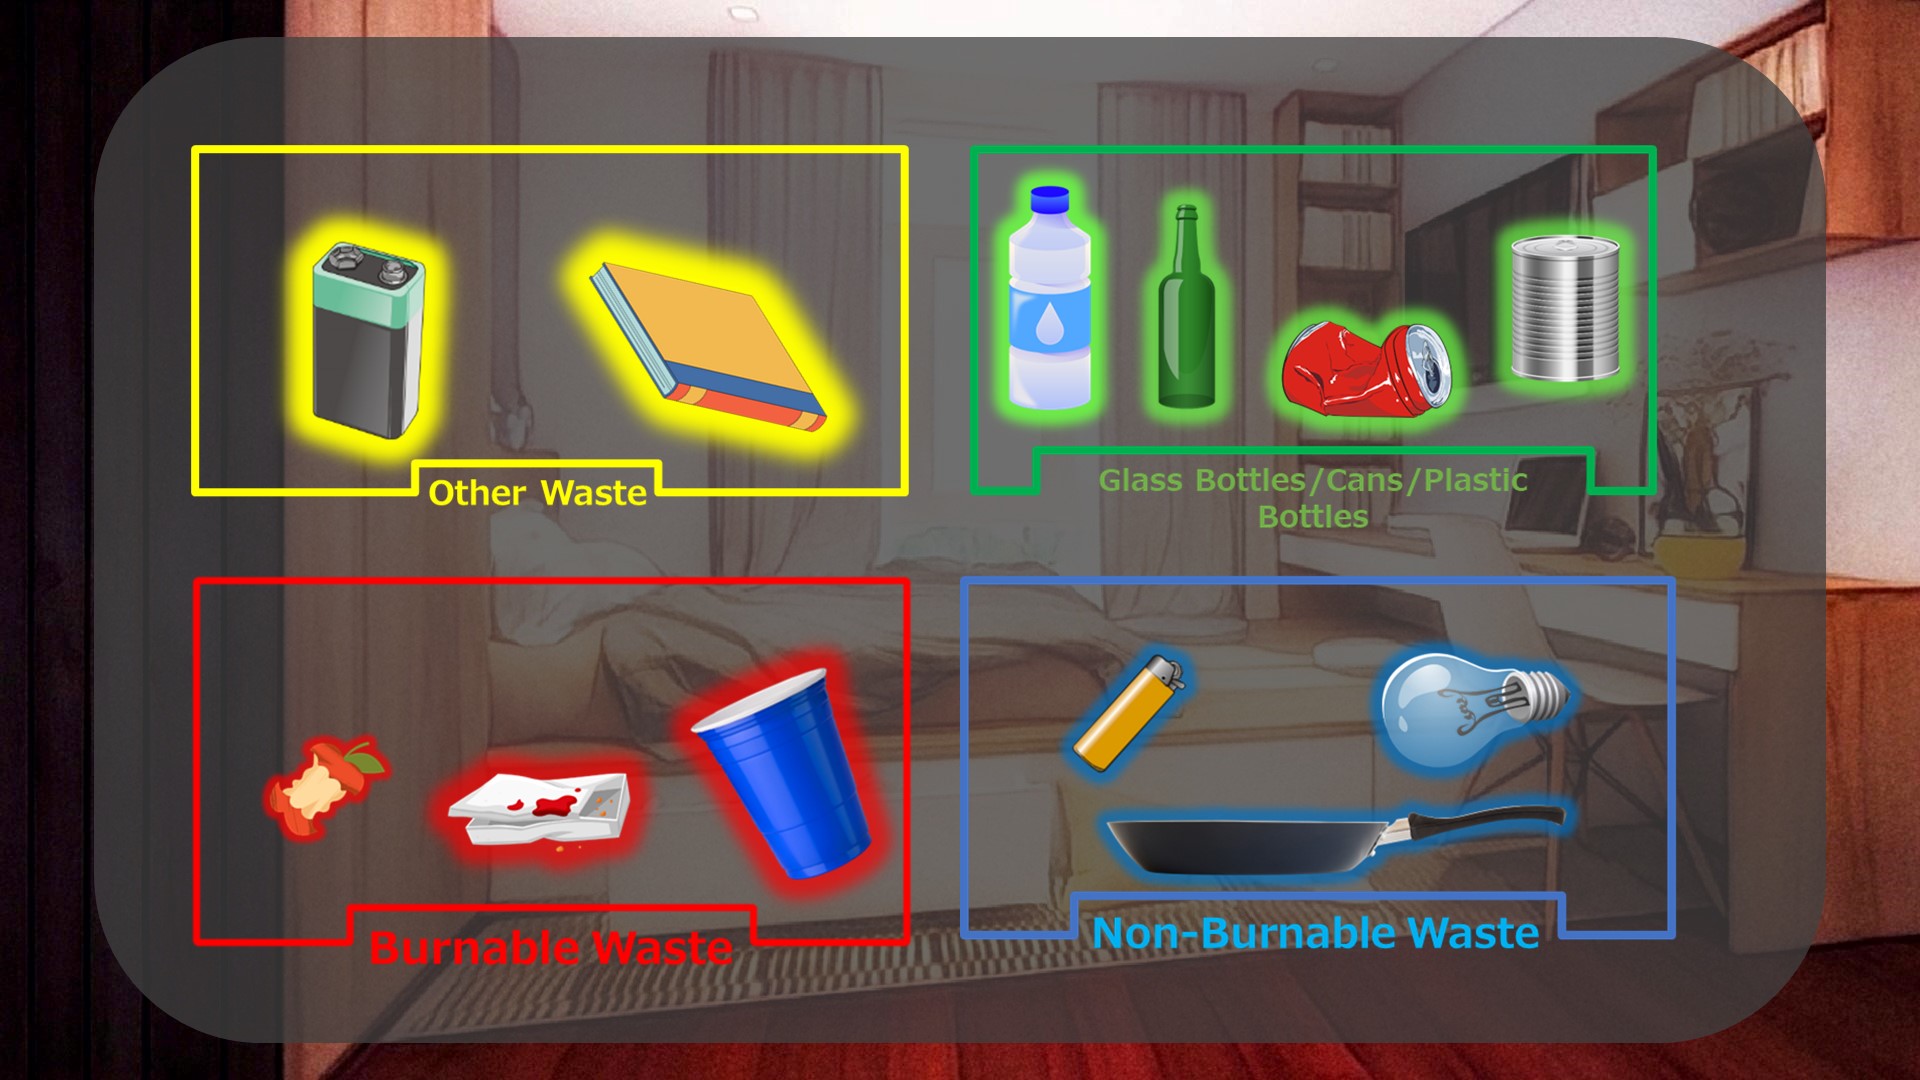 Other Waste
Glass Bottles/Cans/Plastic
Bottles
Burnable Waste
Non-Burnable Waste